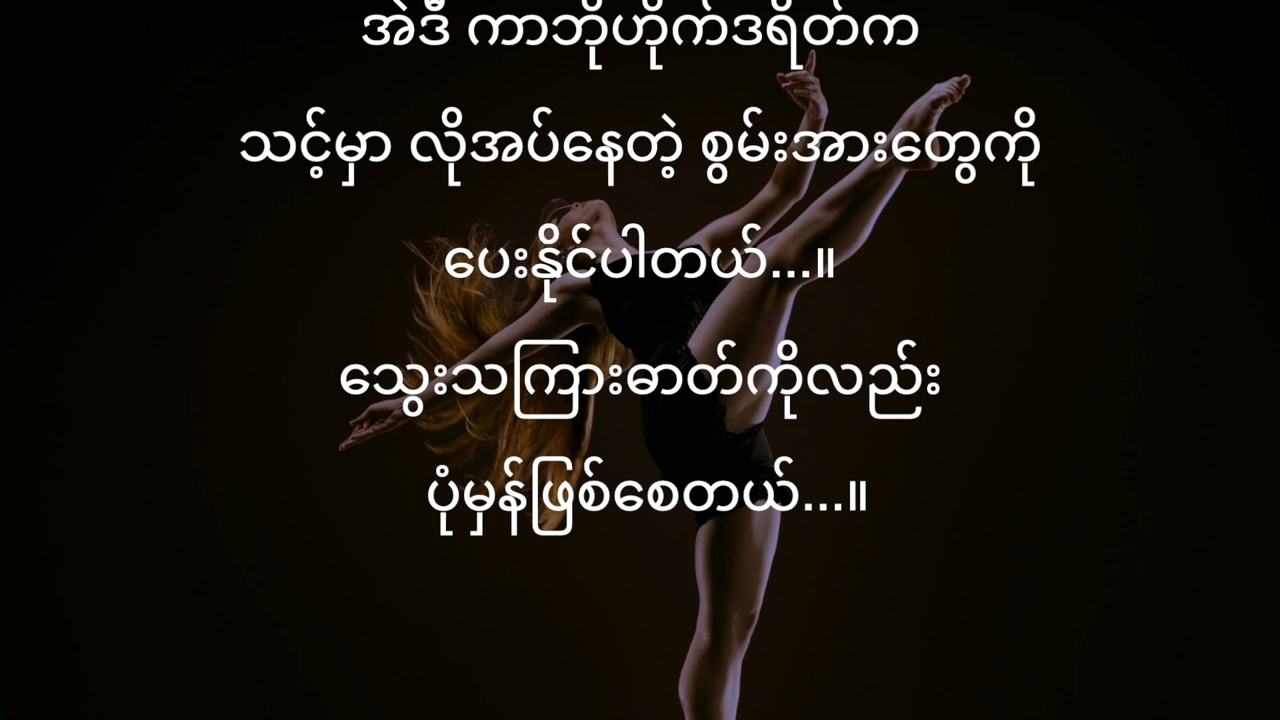 အဲဒီ ကာဘိုဟိုက်ဒရိတ်က
သင့်မှာ လိုအပ်နေတဲ့ စွမ်းအားတွေကို
ပေးနိုင်ပါတယ်...။
သွေးသကြားဓာတ်ကိုလည်း
ပုံမှန်ဖြစ်စေတယ်...။